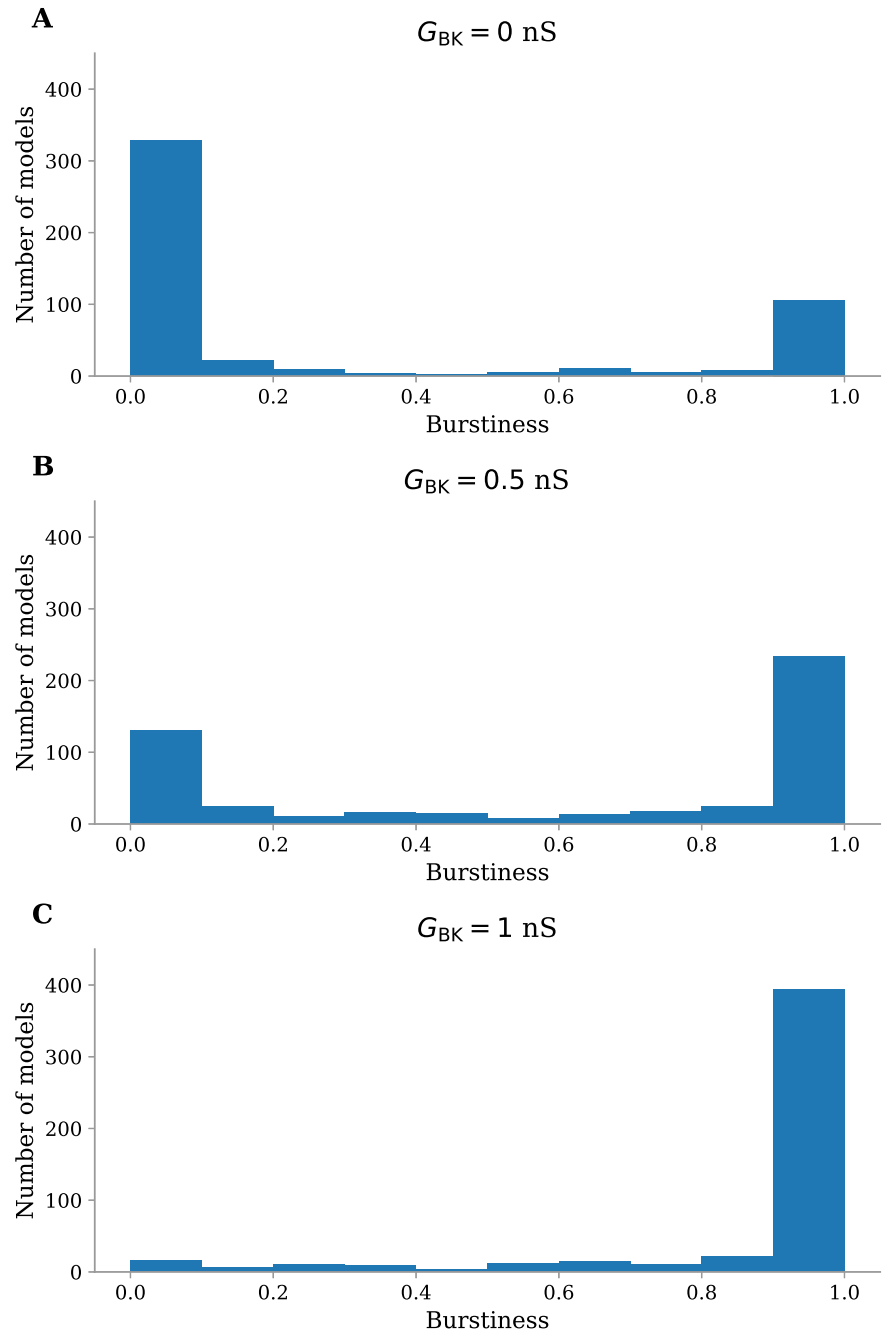 A
G_BK = 0 nS
400
300
200
100
0
Number of models
0.0 0.2 0.4 0.6 0.8 1.0
Burstiness
B
G_BK = 0.5 nS
400
300
200
100
0
Number of models
0.0 0.2 0.4 0.6 0.8 1.0
Burstiness
C
G_BK = 1 nS
400
300
200
100
0
Number of models
0.0 0.2 0.4 0.6 0.8 1.0
Burstiness